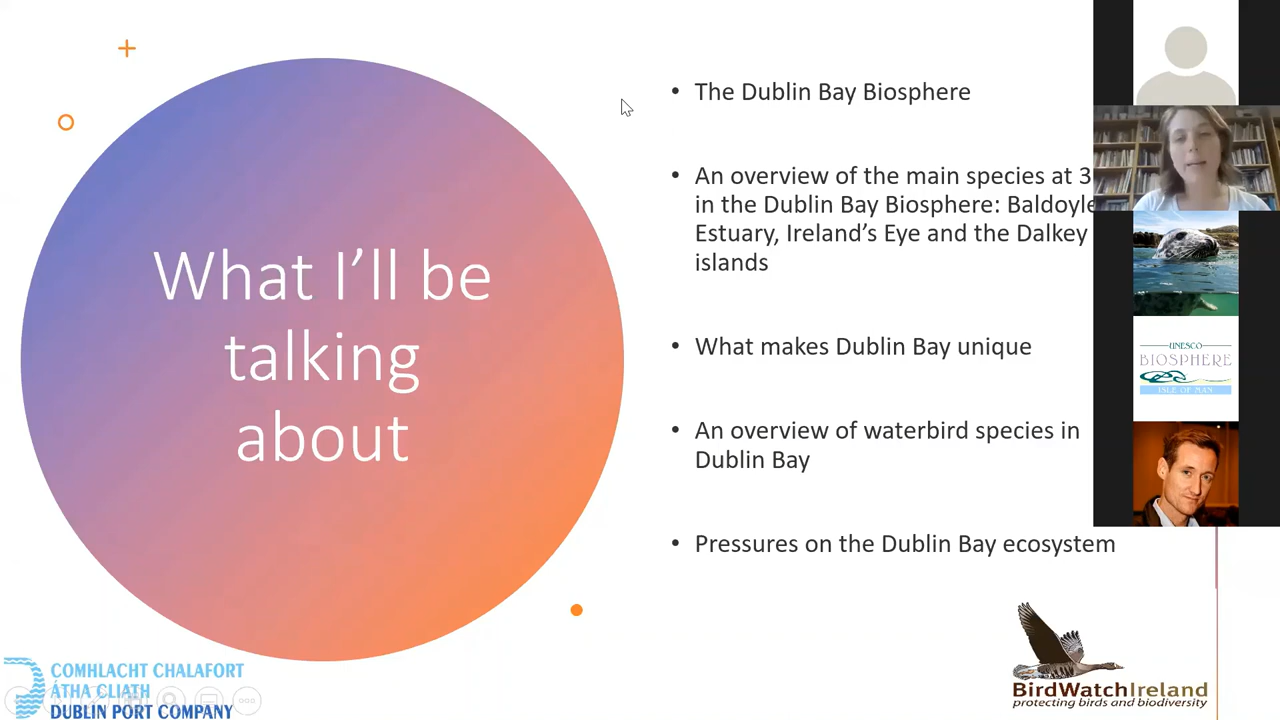 What I'll be
talking
about
• The Dublin Bay Biosphere
• An overview of the main species at 3
in the Dublin Bay Biosphere: Baldoyle
Estuary, Ireland's Eye and the Dalkey
islands
• What makes Dublin Bay unique
• An overview of waterbird species in
Dublin Bay
• Pressures on the Dublin Bay ecosystem
UNESCO
BIOSPHERE
ISLE OF MAN
COMHLACHT CHALAFORT
ÁTHA CLIATH
DUBLIN PORT COMPANY
BirdWatchIreland
protecting birds and biodiversity